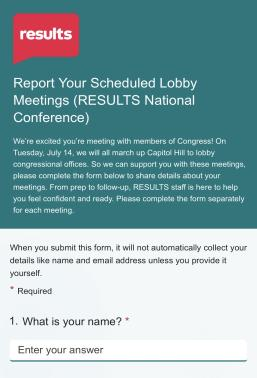 results
Report Your Scheduled Lobby
Meetings (RESULTS National
Conference)
We're excited you're meeting with members of Congress! On
Tuesday, July 14, we will all march up Capitol Hill to lobby
congressional offices. So we can support you with these meetings,
please complete the form below to share details about your
meetings. From prep to follow-up, RESULTS staff is here to help
you feel confident and ready. Please complete the form separately
for each meeting.
When you submit this form, it will not automatically collect your
details like name and email address unless you provide it
yourself.
* Required
1. What is your name? *
Enter your answer